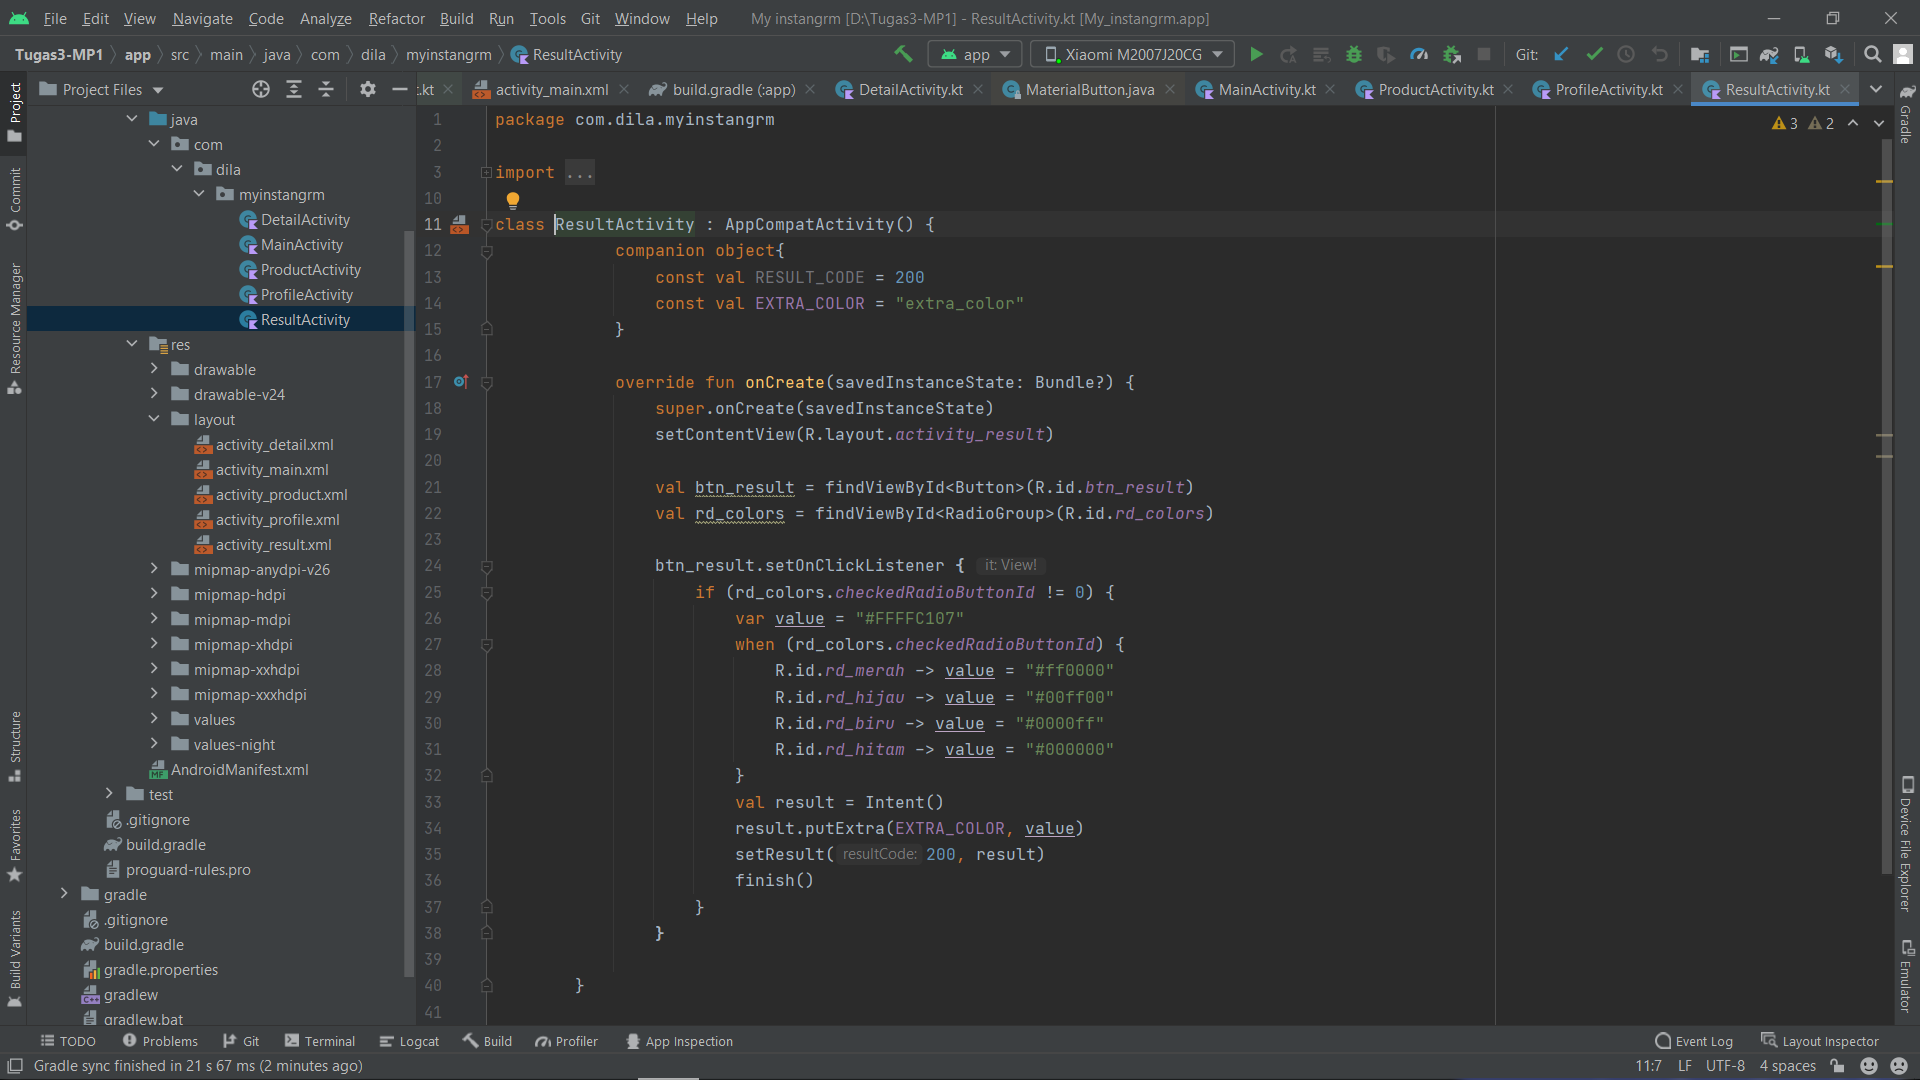 File Edit View Navigate Code Analyze Refactor Build Run Tools Git Window Help My instangrm [D:\Tugas3-MP1] - ResultActivity.kt [My_instangrm.app]
Tugas3-MP1 app src main java com dila myinstangrm ResultActivity app Xiaomi M2007J20CG Git:
Project Files
.kt activity_main.xml build.gradle (:app) DetailActivity.kt MaterialButton.java MainActivity.kt ProductActivity.kt ProfileActivity.kt ResultActivity.kt
Project
Commit
Resource Manager
Structure
Favorites
Build Variants
java
com
dila
myinstangrm
DetailActivity
MainActivity
ProductActivity
ProfileActivity
ResultActivity
res
drawable
drawable-v24
layout
activity_detail.xml
activity_main.xml
activity_product.xml
activity_profile.xml
activity_result.xml
mipmap-anydpi-v26
mipmap-hdpi
mipmap-mdpi
mipmap-xhdpi
mipmap-xxhdpi
mipmap-xxxhdpi
values
values-night
AndroidManifest.xml
test
.gitignore
build.gradle
proguard-rules.pro
gradle
.gitignore
build.gradle
gradle.properties
gradlew
gradlew.bat
1 package com.dila.myinstangrm
2
3 import ...
10
11 class ResultActivity : AppCompatActivity() {
12 companion object{
13 const val RESULT_CODE = 200
14 const val EXTRA_COLOR = "extra_color"
15 }
16
17 override fun onCreate(savedInstanceState: Bundle?) {
18 super.onCreate(savedInstanceState)
19 setContentView(R.layout.activity_result)
20
21 val btn_result = findViewById<Button>(R.id.btn_result)
22 val rd_colors = findViewById<RadioGroup>(R.id.rd_colors)
23
24 btn_result.setOnClickListener { it: View!
25 if (rd_colors.checkedRadioButtonId != 0) {
26 var value = "#FFFFC107"
27 when (rd_colors.checkedRadioButtonId) {
28 R.id.rd_merah -> value = "#ff0000"
29 R.id.rd_hijau -> value = "#00ff00"
30 R.id.rd_biru -> value = "#0000ff"
31 R.id.rd_hitam -> value = "#000000"
32 }
33 val result = Intent()
34 result.putExtra(EXTRA_COLOR, value)
35 setResult( resultCode: 200, result)
36 finish()
37 }
38 }
39
40 }
41
3 2
Gradle
Device File Explorer
Emulator
TODO Problems Git Terminal Logcat Build Profiler App Inspection Event Log Layout Inspector
Gradle sync finished in 21 s 67 ms (2 minutes ago) 11:7 LF UTF-8 4 spaces